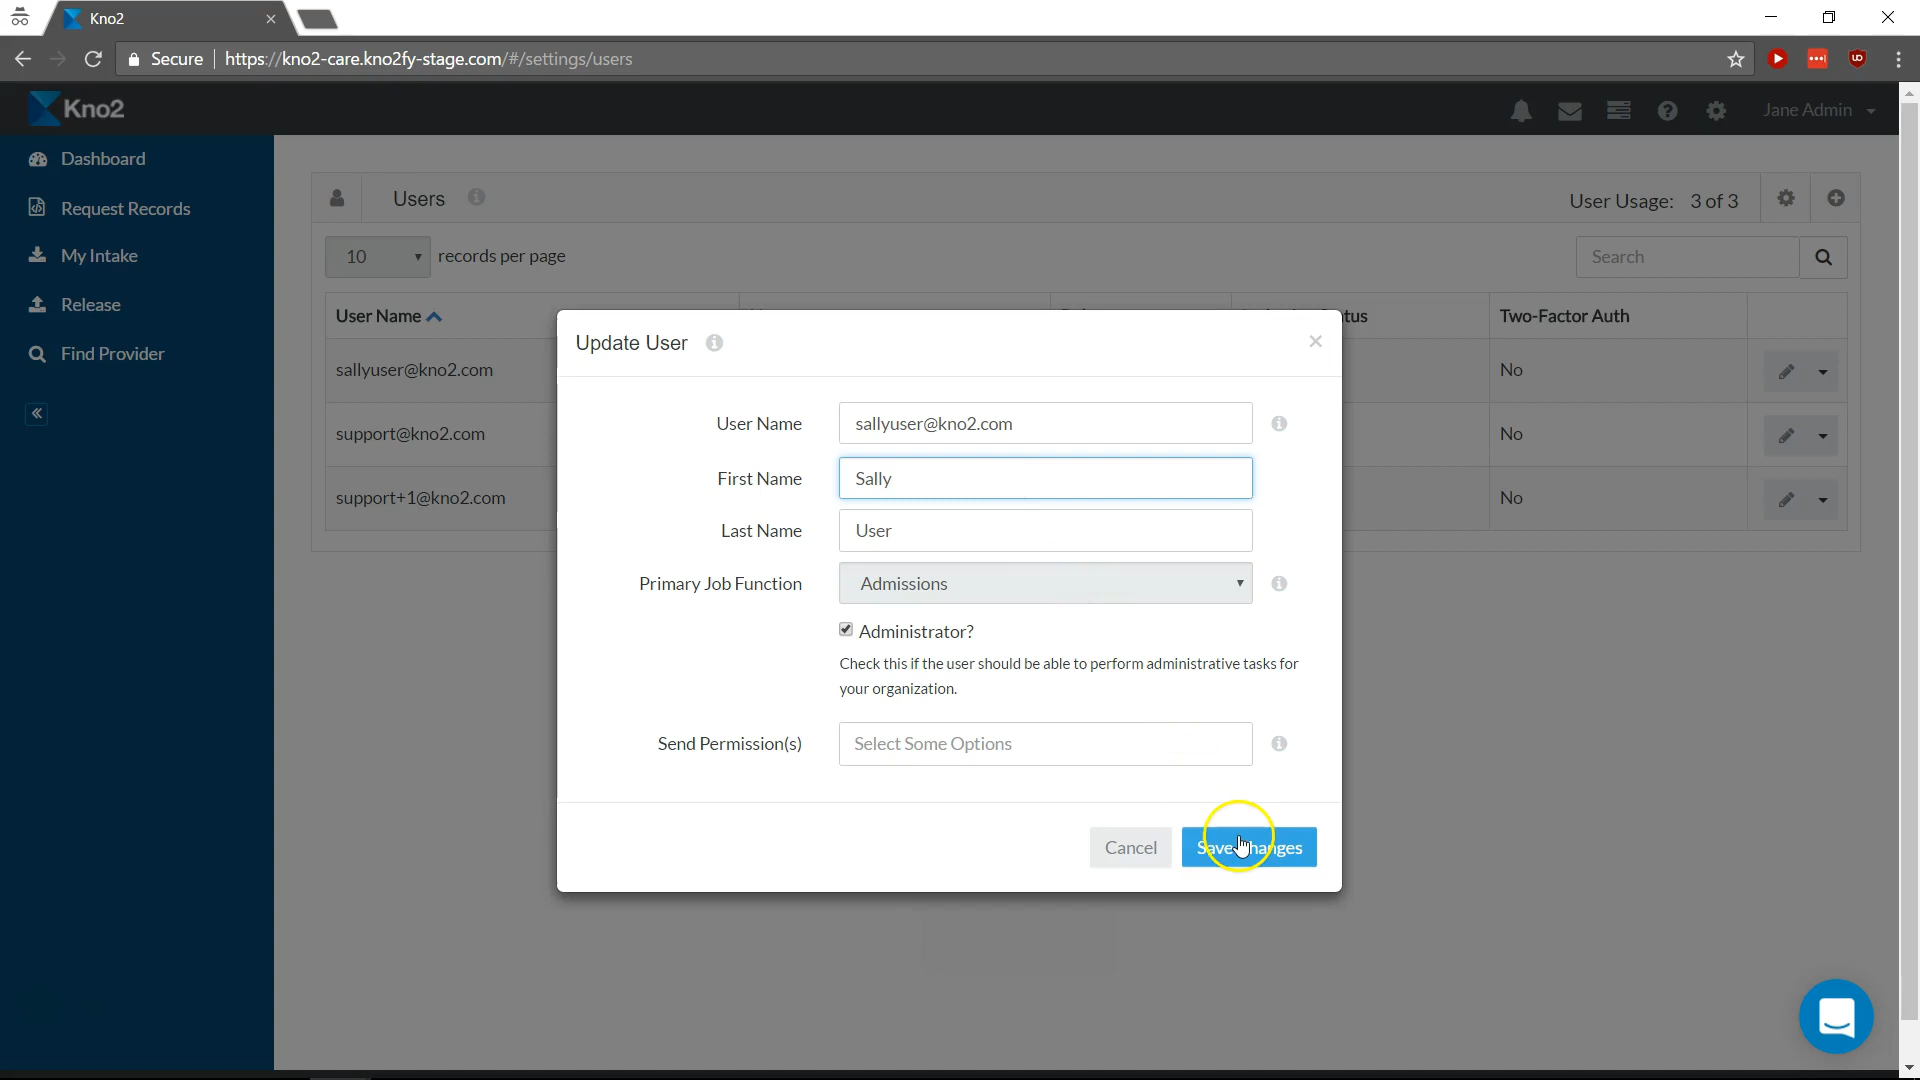 Kno2
Secure https://kno2-care.kno2fy-stage.com/#/settings/users
Kno2
Jane Admin
Dashboard
Request Records
My Intake
Release
Find Provider
Users
User Usage: 3 of 3
10 records per page
Search
User Name
tus
Two-Factor Auth
sallyuser@kno2.com
No
support@kno2.com
No
support+1@kno2.com
No
Update User
User Name sallyuser@kno2.com
First Name Sally
Last Name User
Primary Job Function Admissions
Administrator?
Check this if the user should be able to perform administrative tasks for
your organization.
Send Permission(s) Select Some Options
Cancel
Save Changes